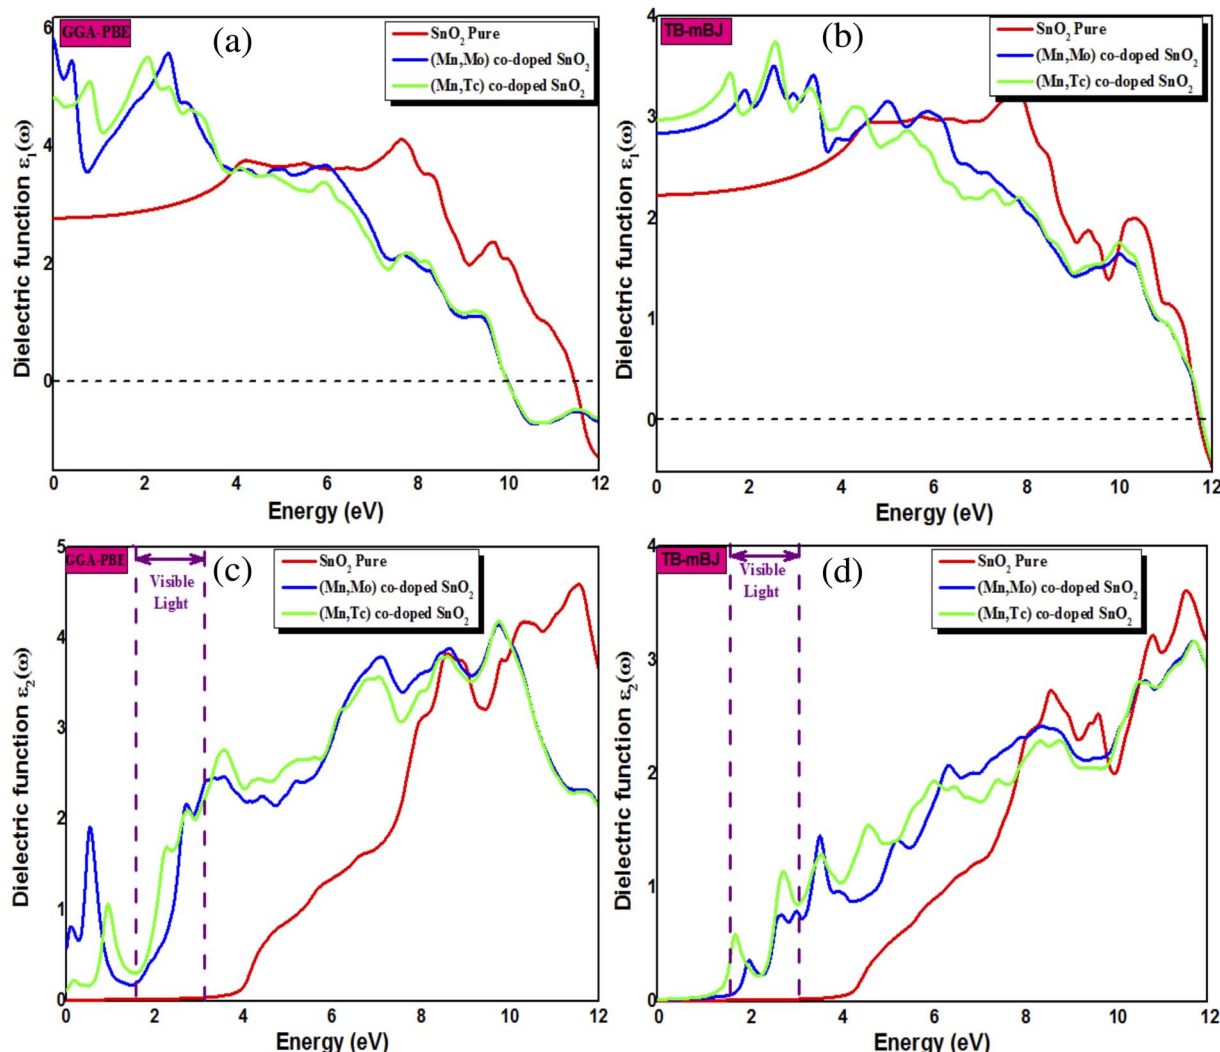 GGA-PBE
(a)
SnO2 Pure
(Mn,Mo) co-doped SnO2
(Mn,Tc) co-doped SnO2
Dielectric function ε1(ω)
6
4
2
0
0 2 4 6 8 10 12
Energy (eV)
TB-mBJ
(b)
SnO2 Pure
(Mn,Mo) co-doped SnO2
(Mn,Tc) co-doped SnO2
Dielectric function ε1(ω)
4
3
2
1
0
0 2 4 6 8 10 12
Energy (eV)
GGA-PBE
Visible
Light
(c)
SnO2 Pure
(Mn,Mo) co-doped SnO2
(Mn,Tc) co-doped SnO2
Dielectric function ε2(ω)
5
4
3
2
1
0
0 2 4 6 8 10 12
Energy (eV)
TB-mBJ
Visible
Light
(d)
SnO2 Pure
(Mn,Mo) co-doped SnO2
(Mn,Tc) co-doped SnO2
Dielectric function ε2(ω)
4
3
2
1
0
0 2 4 6 8 10 12
Energy (eV)